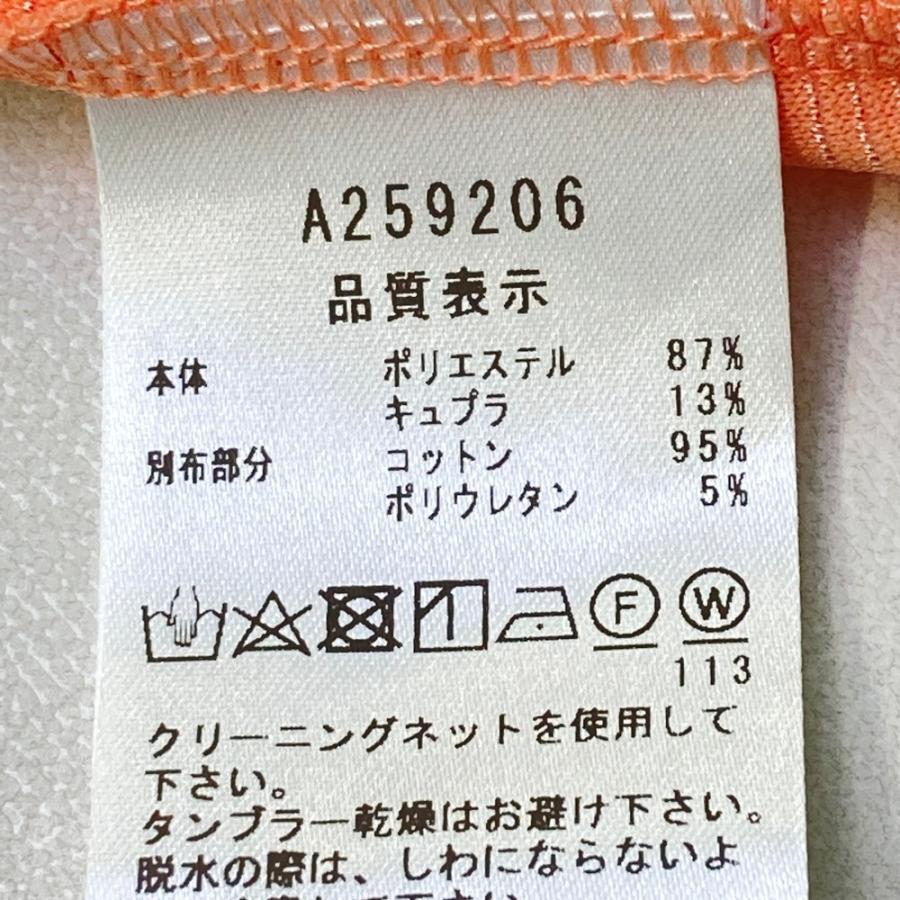 A259206
品質表示
本体 ポリエステル 87%
キュプラ 13%
別布部分 コットン 95%
ポリウレタン 5%
F W
113
クリーニングネットを使用して
下さい。
タンブラー乾燥はお避け下さい。
脱水の際は、しわにならないよ